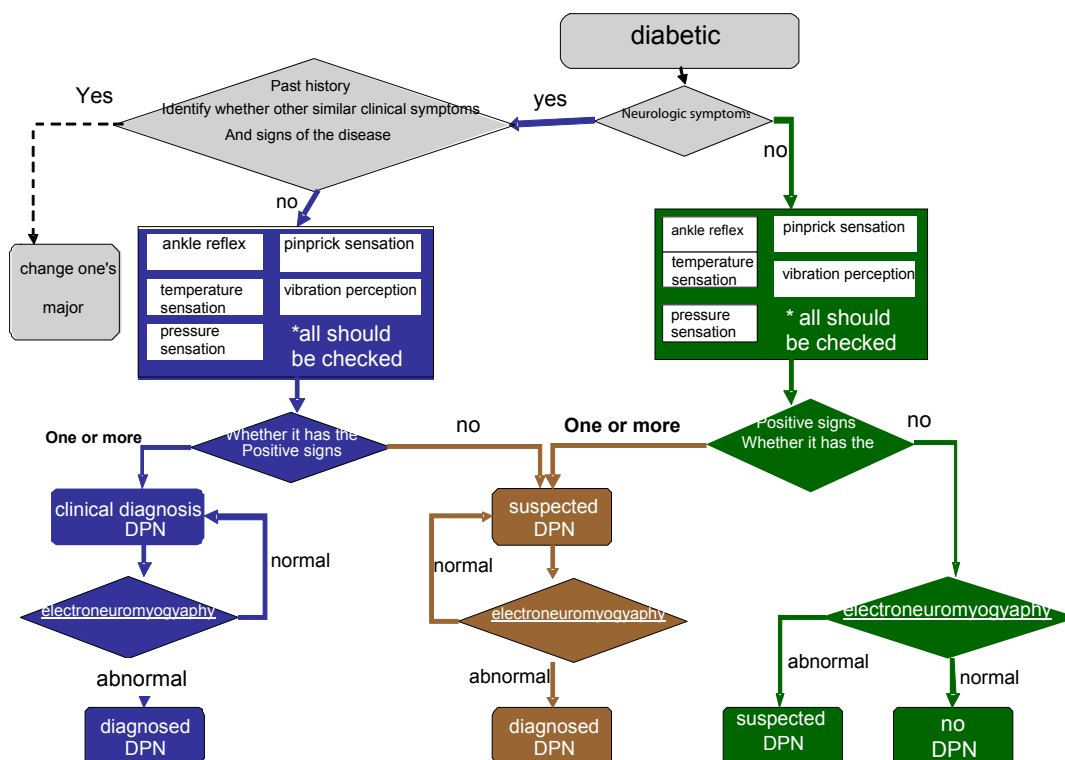 diabetic
Neurologic symptoms
yes
no
Past history
Identify whether other similar clinical symptoms
And signs of the disease
Yes
no
change one's
major
ankle reflex
pinprick sensation
temperature
sensation
vibration perception
pressure
sensation
*all should
be checked
ankle reflex
pinprick sensation
temperature
sensation
vibration perception
pressure
sensation
* all should
be checked
One or more
Whether it has the
Positive signs
no
One or more
Positive signs
Whether it has the
no
clinical diagnosis
DPN
normal
suspected
DPN
normal
electroneuromyogyaphy
electroneuromyogyaphy
electroneuromyogyaphy
abnormal
abnormal
abnormal
normal
diagnosed
DPN
diagnosed
DPN
suspected
DPN
no
DPN